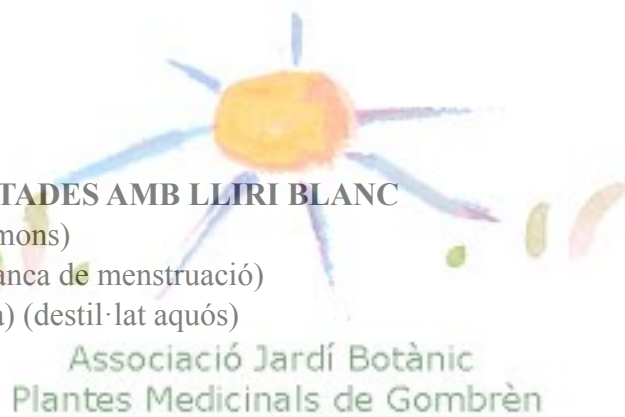 TADES AMB LLIRI BLANC
mons)
anca de menstruació)
a) (destil·lat aquós)
Associació Jardí Botànic
Plantes Medicinals de Gombrèn